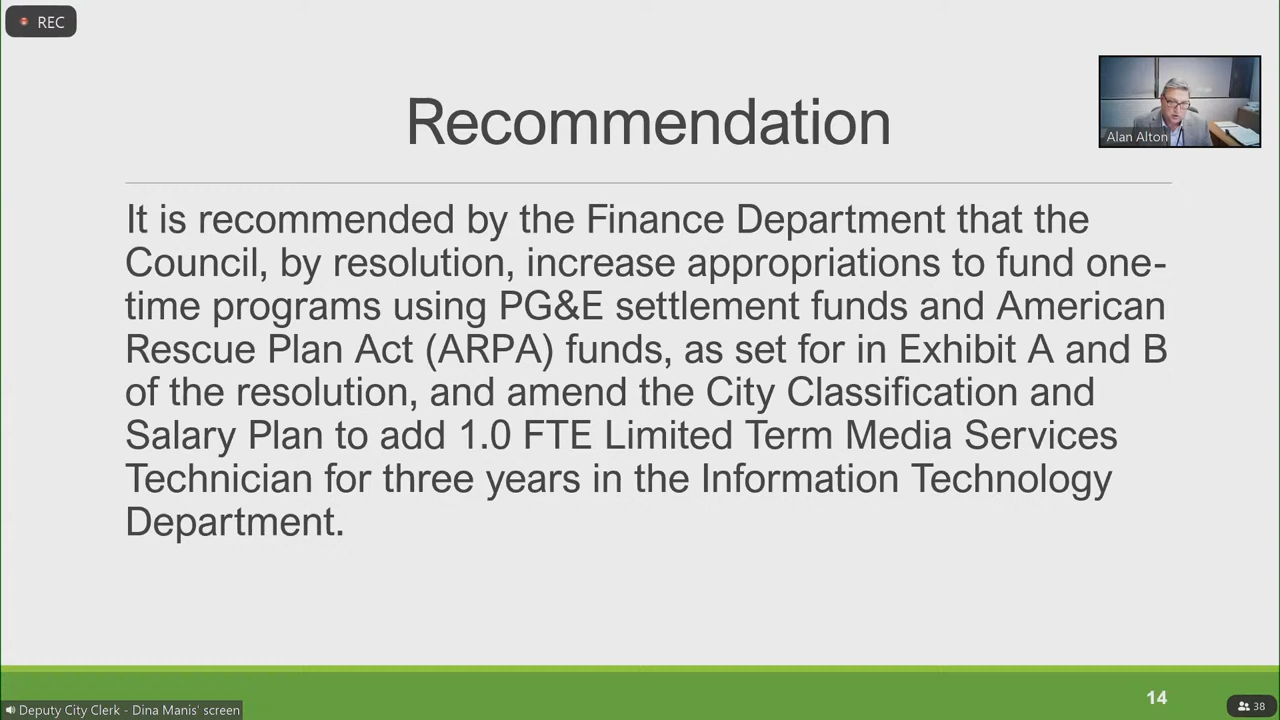 REC
Recommendation
Alan Alton
It is recommended by the Finance Department that the
Council, by resolution, increase appropriations to fund one-
time programs using PG&E settlement funds and American
Rescue Plan Act (ARPA) funds, as set for in Exhibit A and B
of the resolution, and amend the City Classification and
Salary Plan to add 1.0 FTE Limited Term Media Services
Technician for three years in the Information Technology
Department.
14
Deputy City Clerk - Dina Manis' screen
38